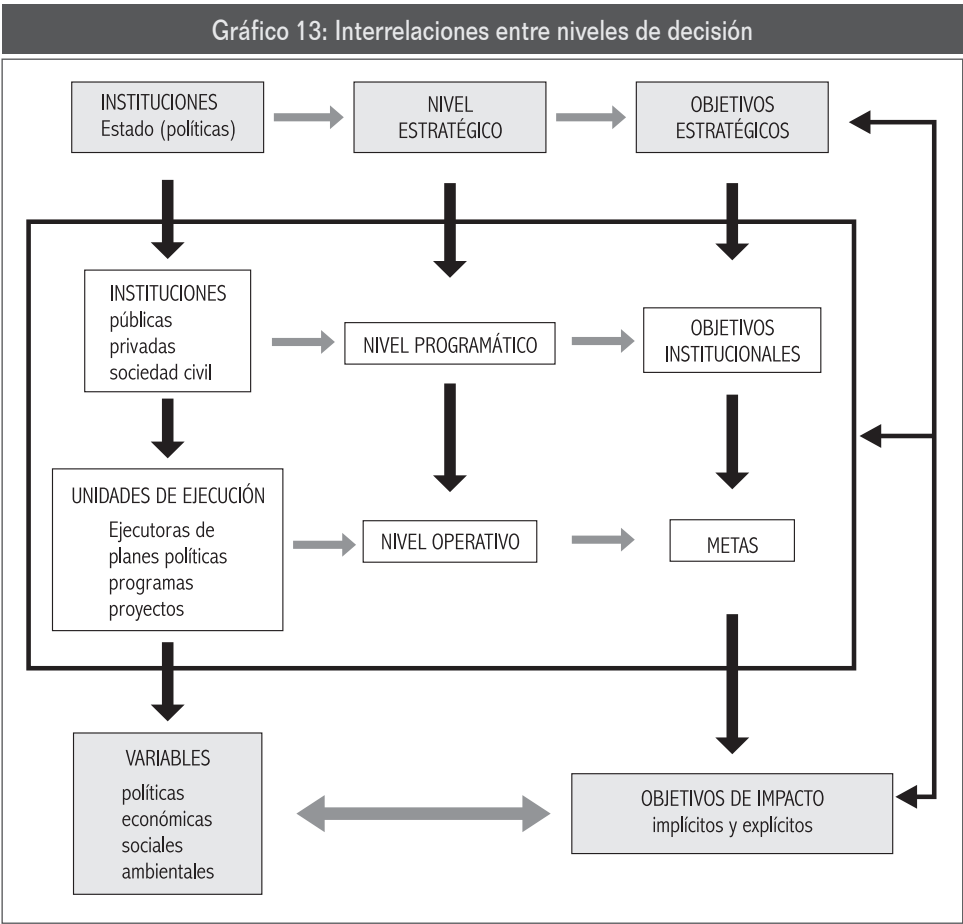 Gráfico 13: Interrelaciones entre niveles de decisión
INSTITUCIONES
Estado (políticas)
NIVEL
ESTRATÉGICO
OBJETIVOS
ESTRATÉGICOS
INSTITUCIONES
públicas
privadas
sociedad civil
NIVEL PROGRAMÁTICO
OBJETIVOS
INSTITUCIONALES
UNIDADES DE EJECUCIÓN
Ejecutoras de
planes políticas
programas
proyectos
NIVEL OPERATIVO
METAS
VARIABLES
políticas
económicas
sociales
ambientales
OBJETIVOS DE IMPACTO
implícitos y explícitos